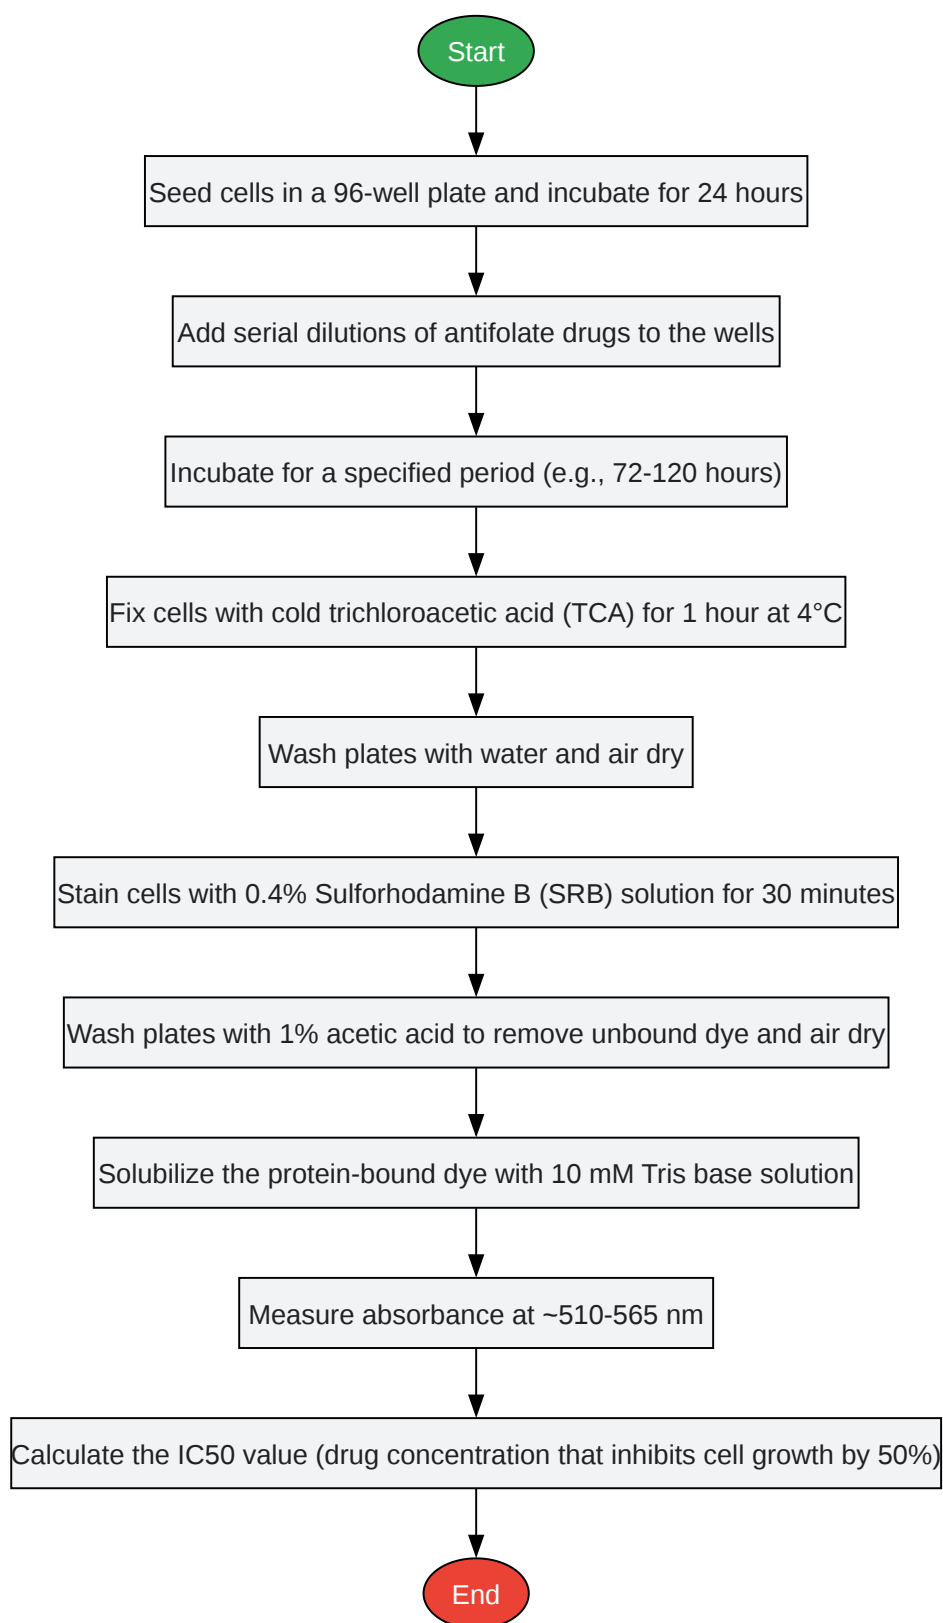 Start
Seed cells in a 96-well plate and incubate for 24 hours
Add serial dilutions of antifolate drugs to the wells
Incubate for a specified period (e.g., 72-120 hours)
Fix cells with cold trichloroacetic acid (TCA) for 1 hour at 4°C
Wash plates with water and air dry
Stain cells with 0.4% Sulforhodamine B (SRB) solution for 30 minutes
Wash plates with 1% acetic acid to remove unbound dye and air dry
Solubilize the protein-bound dye with 10 mM Tris base solution
Measure absorbance at ~510-565 nm
Calculate the IC50 value (drug concentration that inhibits cell growth by 50%)
End